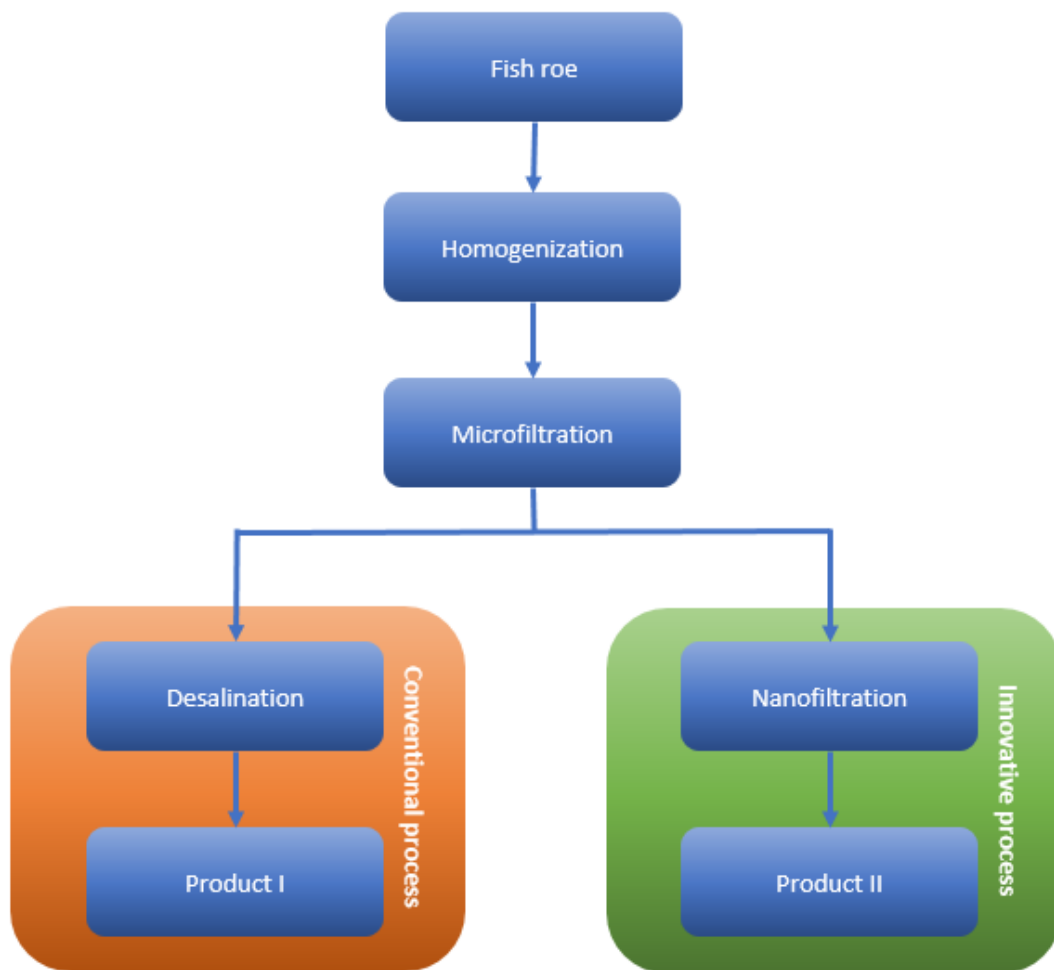 Fish roe
Homogenization
Microfiltration
Desalination
Product I
Conventional process
Nanofiltration
Product II
Innovative process